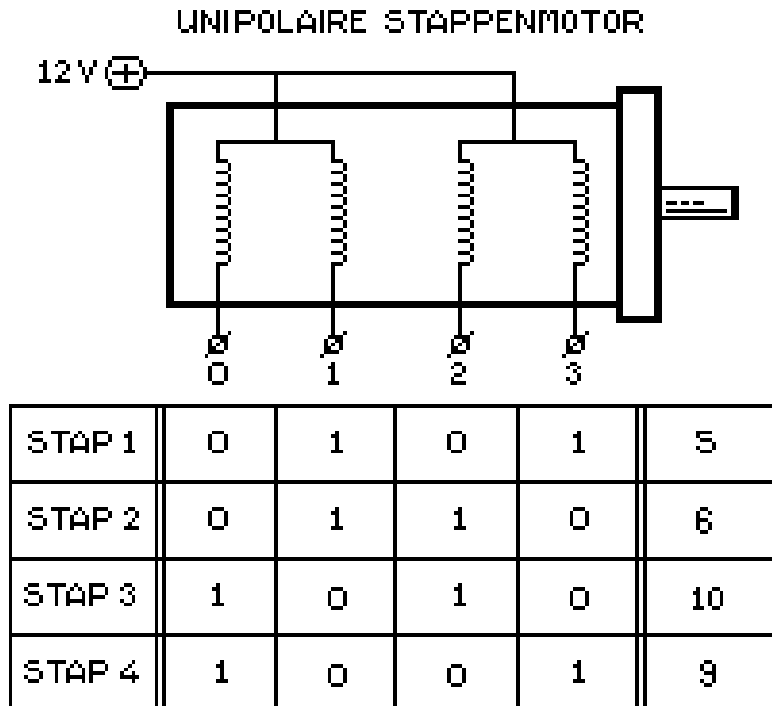 UNIPOLAIRE STAPPENMOTOR
12 V +
0 1 2 3
STAP 1 0 1 0 1 5
STAP 2 0 1 1 0 6
STAP 3 1 0 1 0 10
STAP 4 1 0 0 1 9